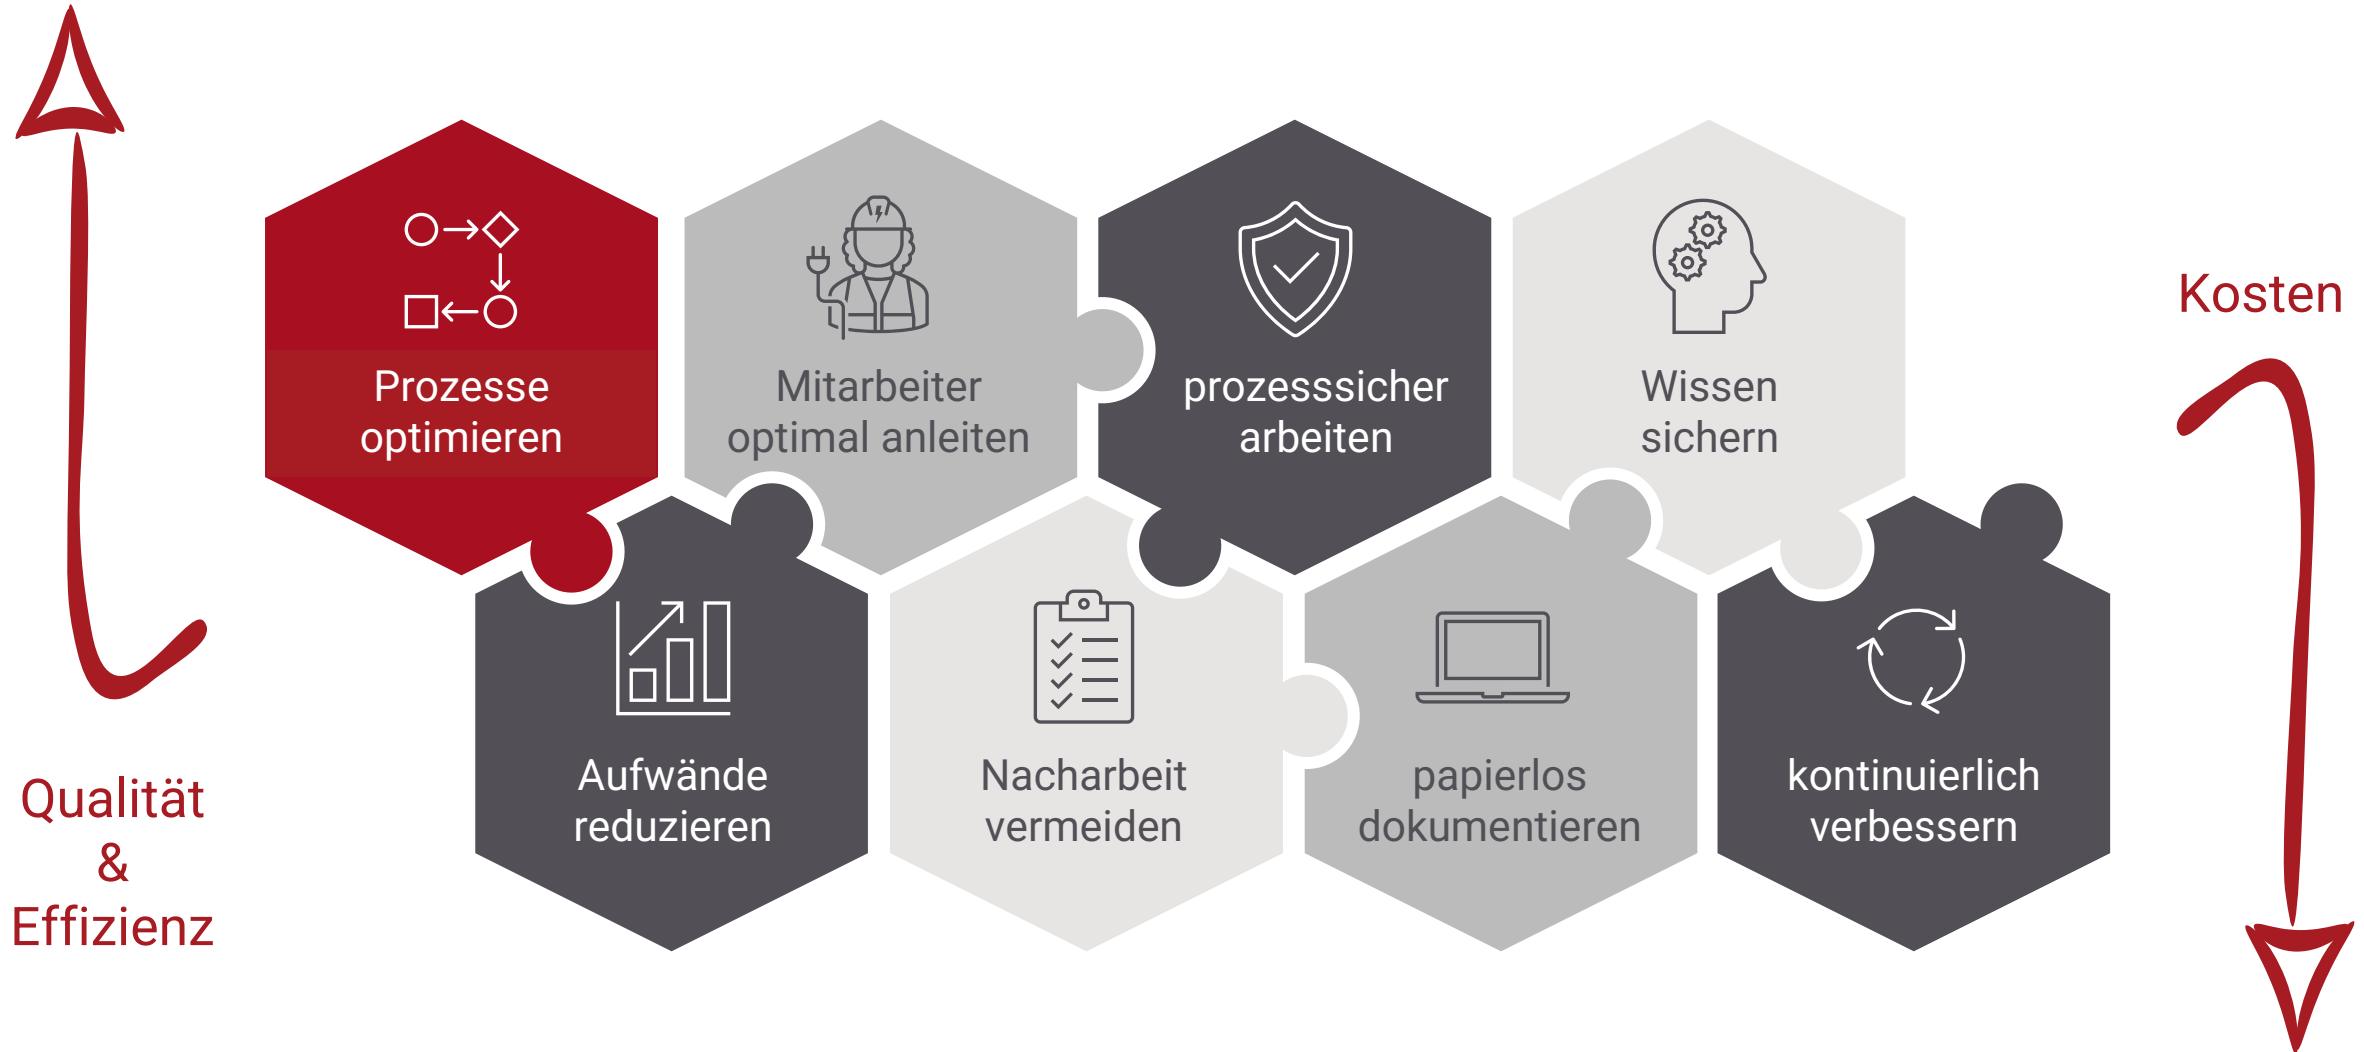 Prozesse
optimieren
Mitarbeiter
optimal anleiten
prozesssicher
arbeiten
Wissen
sichern
Kosten
Aufwände
reduzieren
Nacharbeit
vermeiden
papierlos
dokumentieren
kontinuierlich
verbessern
Qualität
&
Effizienz